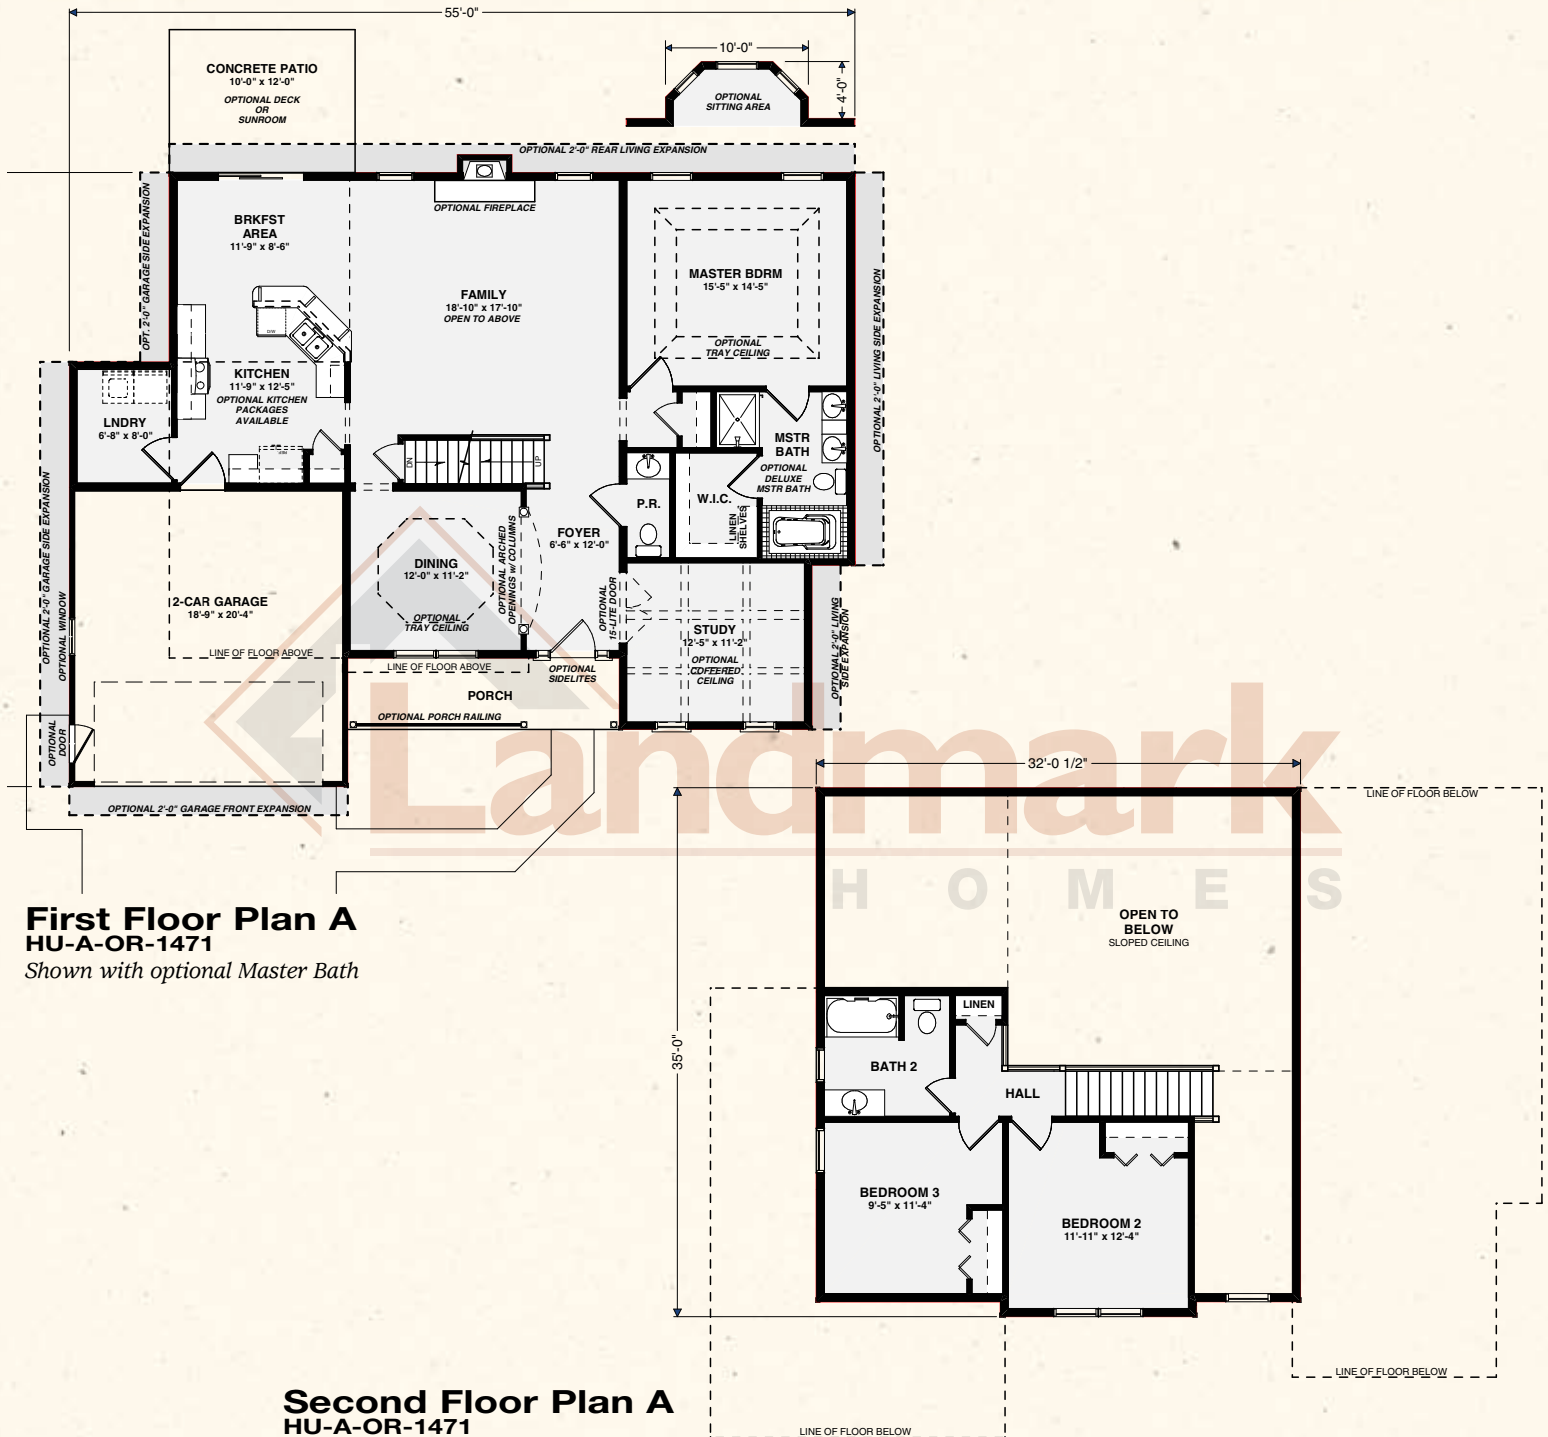 55'-0"
CONCRETE PATIO
10'-0" x 12'-0"
OPTIONAL DECK
OR
SUNROOM
10'-0"
4'-0"
OPTIONAL
SITTING AREA
OPTIONAL 2'-0" REAR LIVING EXPANSION
OPT. 2'-0" GARAGE SIDE EXPANSION
BRKFST
AREA
11'-9" x 8'-6"
OPTIONAL FIREPLACE
FAMILY
18'-10" x 17'-10"
OPEN TO ABOVE
MASTER BDRM
15'-5" x 14'-5"
OPTIONAL
TRAY CEILING
OPTIONAL 2'-0" LIVING SIDE EXPANSION
D/W
KITCHEN
11'-9" x 12'-5"
OPTIONAL KITCHEN
PACKAGES
AVAILABLE
LNDRY
6'-8" x 8'-0"
DN
UP
MSTR
BATH
OPTIONAL
DELUXE
MSTR BATH
P.R.
W.I.C.
LINEN
SHELVES
FOYER
6'-6" x 12'-0"
OPTIONAL ARCHED
OPENINGS w/ COLUMNS
DINING
12'-0" x 11'-2"
OPTIONAL
TRAY CEILING
OPTIONAL 2'-0" GARAGE SIDE EXPANSION
OPTIONAL WINDOW
2-CAR GARAGE
18'-9" x 20'-4"
LINE OF FLOOR ABOVE
LINE OF FLOOR ABOVE
OPTIONAL
15-LITE DOOR
STUDY
12'-5" x 11'-2"
OPTIONAL
COFFERED
CEILING
OPTIONAL 2'-0" LIVING
SIDE EXPANSION
OPTIONAL
SIDELITES
PORCH
OPTIONAL PORCH RAILING
OPTIONAL
DOOR
OPTIONAL 2'-0" GARAGE FRONT EXPANSION
Landmark
HOMES
First Floor Plan A
HU-A-OR-1471
Shown with optional Master Bath
32'-0 1/2"
LINE OF FLOOR BELOW
35'-0"
OPEN TO
BELOW
SLOPED CEILING
LINEN
BATH 2
HALL
BEDROOM 3
9'-5" x 11'-4"
BEDROOM 2
11'-11" x 12'-4"
LINE OF FLOOR BELOW
LINE OF FLOOR BELOW
Second Floor Plan A
HU-A-OR-1471